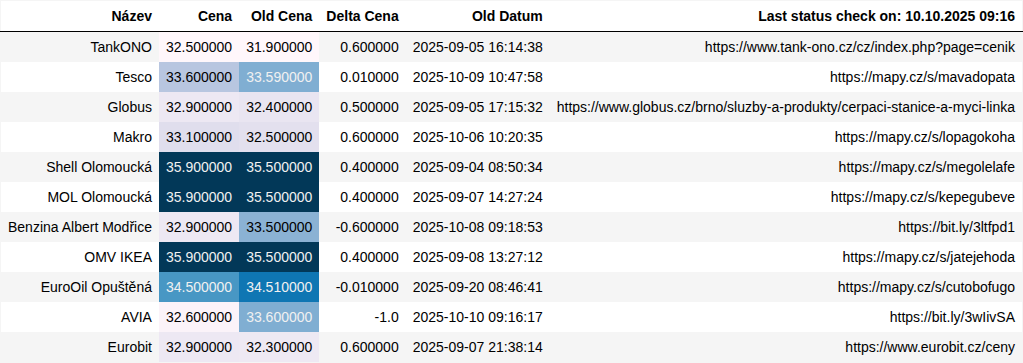 Název Cena Old Cena Delta Cena Old Datum Last status check on: 10.10.2025 09:16
TankONO 32.500000 31.900000 0.600000 2025-09-05 16:14:38 https://www.tank-ono.cz/cz/index.php?page=cenik
Tesco 33.600000 33.590000 0.010000 2025-10-09 10:47:58 https://mapy.cz/s/mavadopata
Globus 32.900000 32.400000 0.500000 2025-09-05 17:15:32 https://www.globus.cz/brno/sluzby-a-produkty/cerpaci-stanice-a-myci-linka
Makro 33.100000 32.500000 0.600000 2025-10-06 10:20:35 https://mapy.cz/s/lopagokoha
Shell Olomoucká 35.900000 35.500000 0.400000 2025-09-04 08:50:34 https://mapy.cz/s/megolelafe
MOL Olomoucká 35.900000 35.500000 0.400000 2025-09-07 14:27:24 https://mapy.cz/s/kepegubeve
Benzina Albert Modřice 32.900000 33.500000 -0.600000 2025-10-08 09:18:53 https://bit.ly/3ltfpd1
OMV IKEA 35.900000 35.500000 0.400000 2025-09-08 13:27:12 https://mapy.cz/s/jatejehoda
EuroOil Opuštěná 34.500000 34.510000 -0.010000 2025-09-20 08:46:41 https://mapy.cz/s/cutobofugo
AVIA 32.600000 33.600000 -1.0 2025-10-10 09:16:17 https://bit.ly/3wIivSA
Eurobit 32.900000 32.300000 0.600000 2025-09-07 21:38:14 https://www.eurobit.cz/ceny